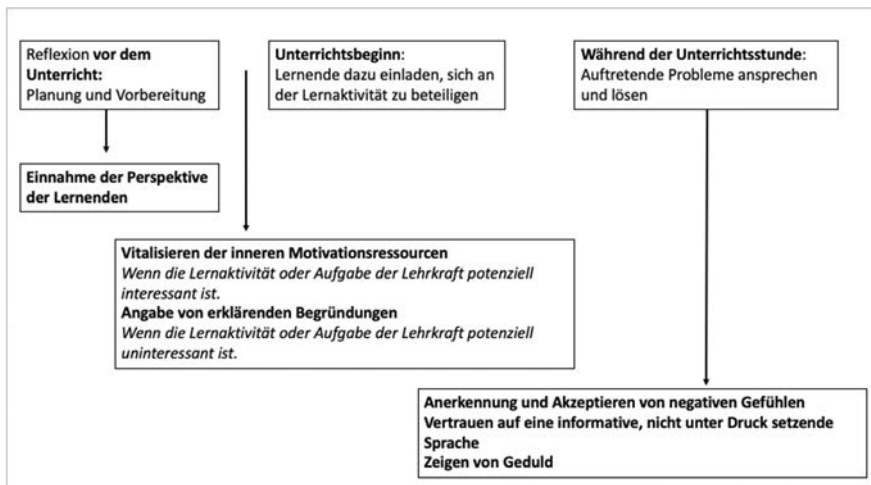 Reflexion vor dem
Unterricht:
Planung und Vorbereitung
Unterrichtsbeginn:
Lernende dazu einladen, sich an
der Lernaktivität zu beteiligen
Während der Unterrichtsstunde:
Auftretende Probleme ansprechen
und lösen
Einnahme der Perspektive
der Lernenden
Vitalisieren der inneren Motivationsressourcen
Wenn die Lernaktivität oder Aufgabe der Lehrkraft potenziell
interessant ist.
Angabe von erklärenden Begründungen
Wenn die Lernaktivität oder Aufgabe der Lehrkraft potenziell
uninteressant ist.
Anerkennung und Akzeptieren von negativen Gefühlen
Vertrauen auf eine informative, nicht unter Druck setzende
Sprache
Zeigen von Geduld